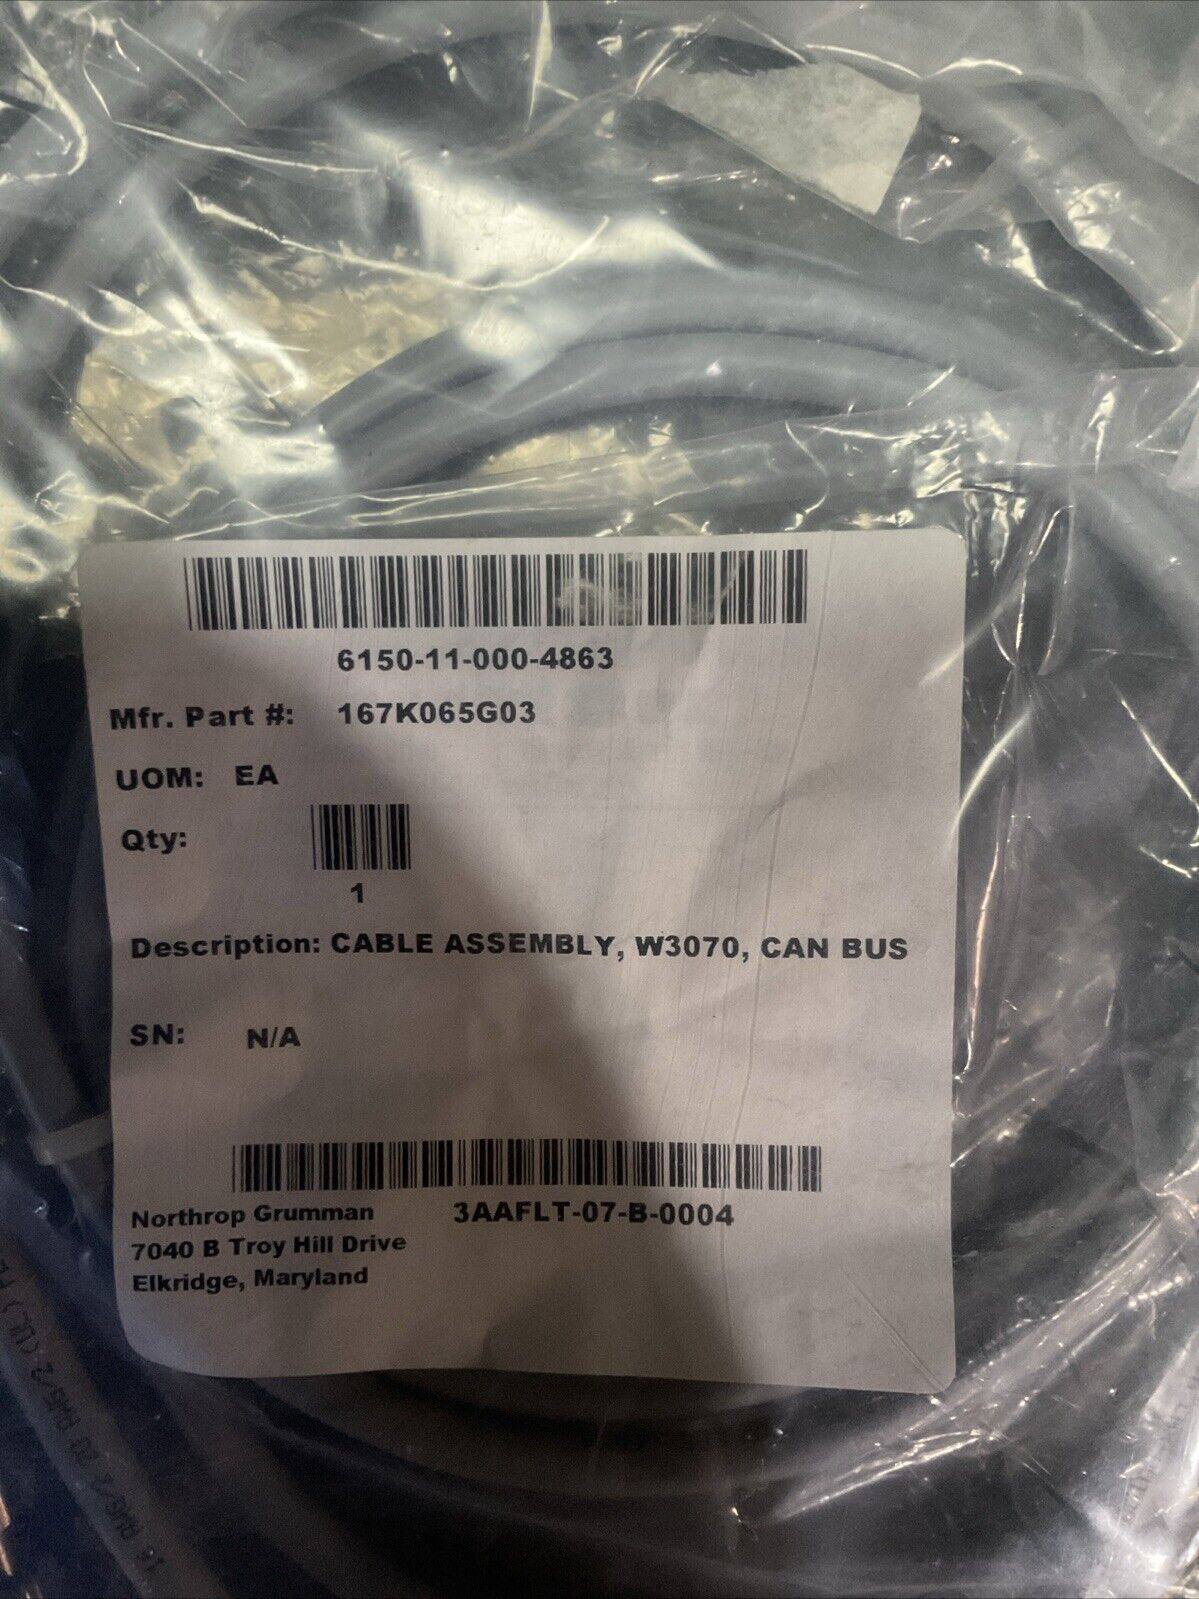 6150-11-000-4863
Mfr. Part #: 167K065G03
UOM: EA
Qty:
1
Description: CABLE ASSEMBLY, W3070, CAN BUS
SN: N/A
3AAFLT-07-B-0004
Northrop Grumman
7040 B Troy Hill Drive
Elkridge, Maryland